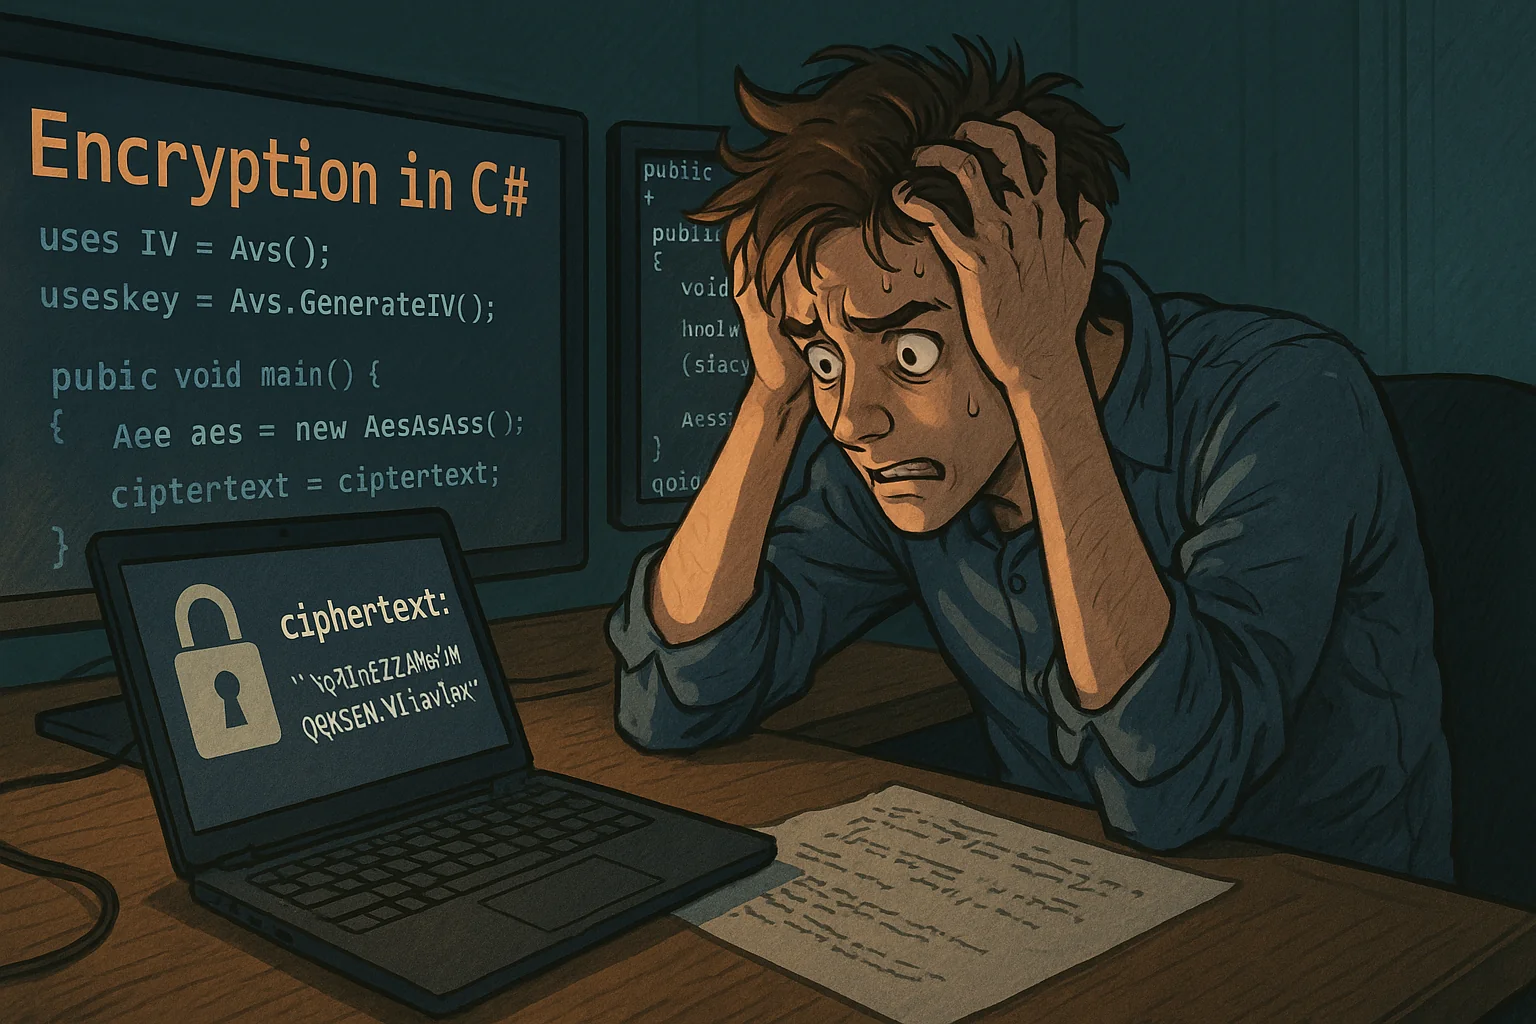 Encryption in C#
uses IV = Avs();
useskey = Avs.GenerateIV();
pubic void main() {
{ Aee aes = new AesAsAss();
ciptertext = ciptertext;
}
pubiic
+
public
{
void
hnolw
(siacy
Aess
}
qoid
ciphertext: